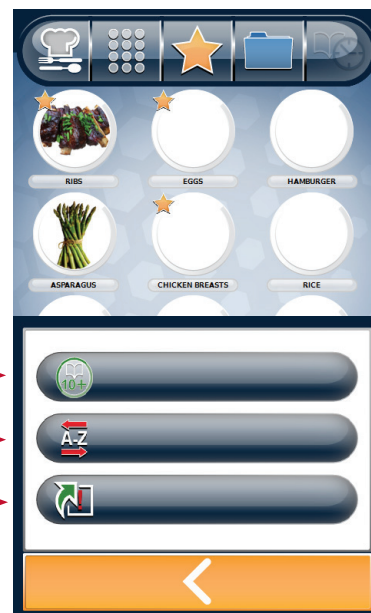 RIBS
EGGS
HAMBURGER
ASPARAGUS
CHICKEN BREASTS
RICE
10+
A-Z